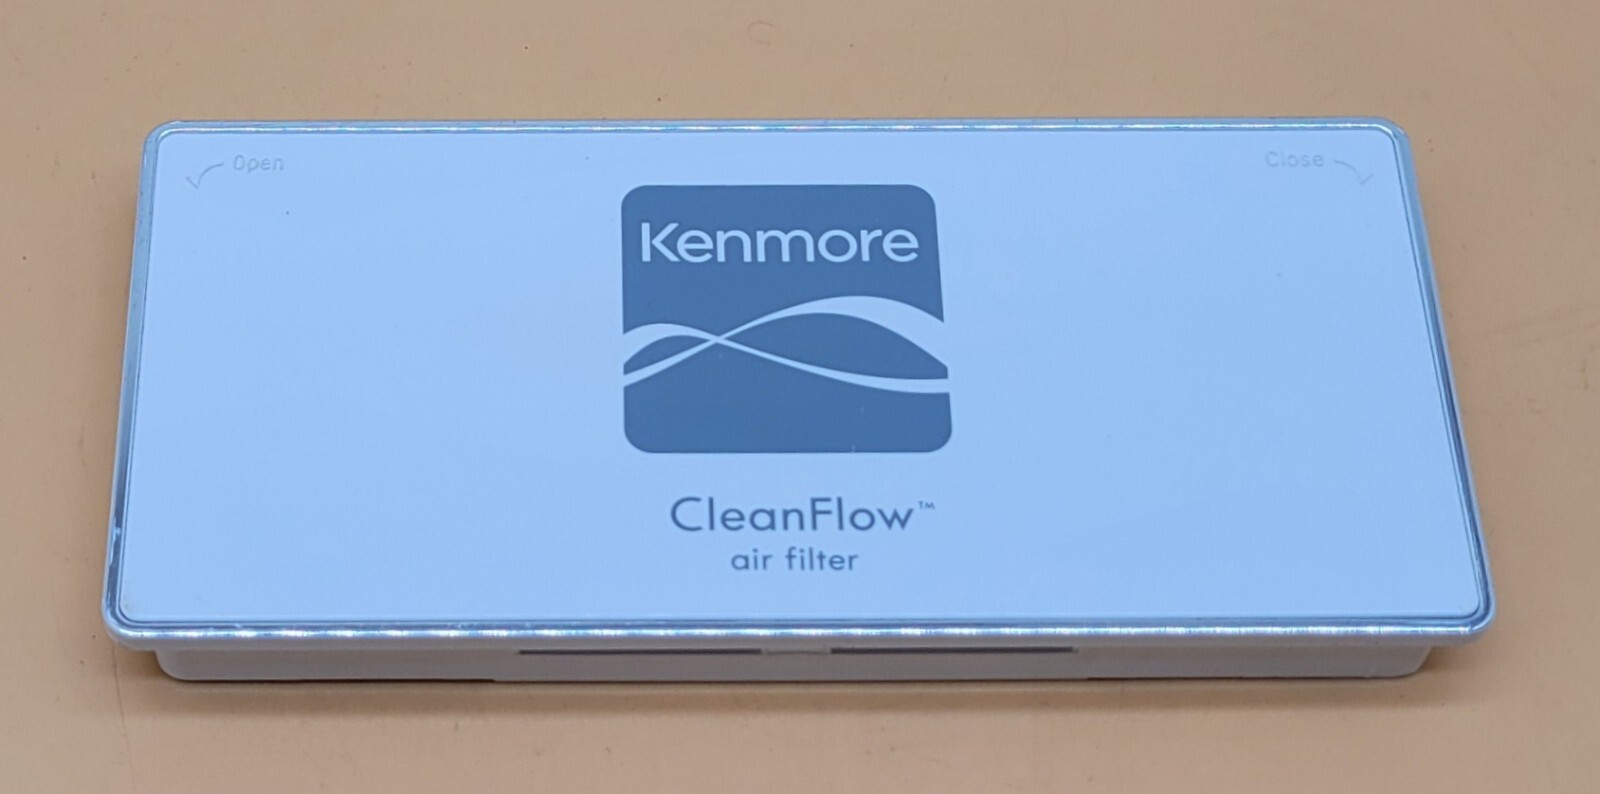 Open
Close
Kenmore
CleanFlow™
air filter